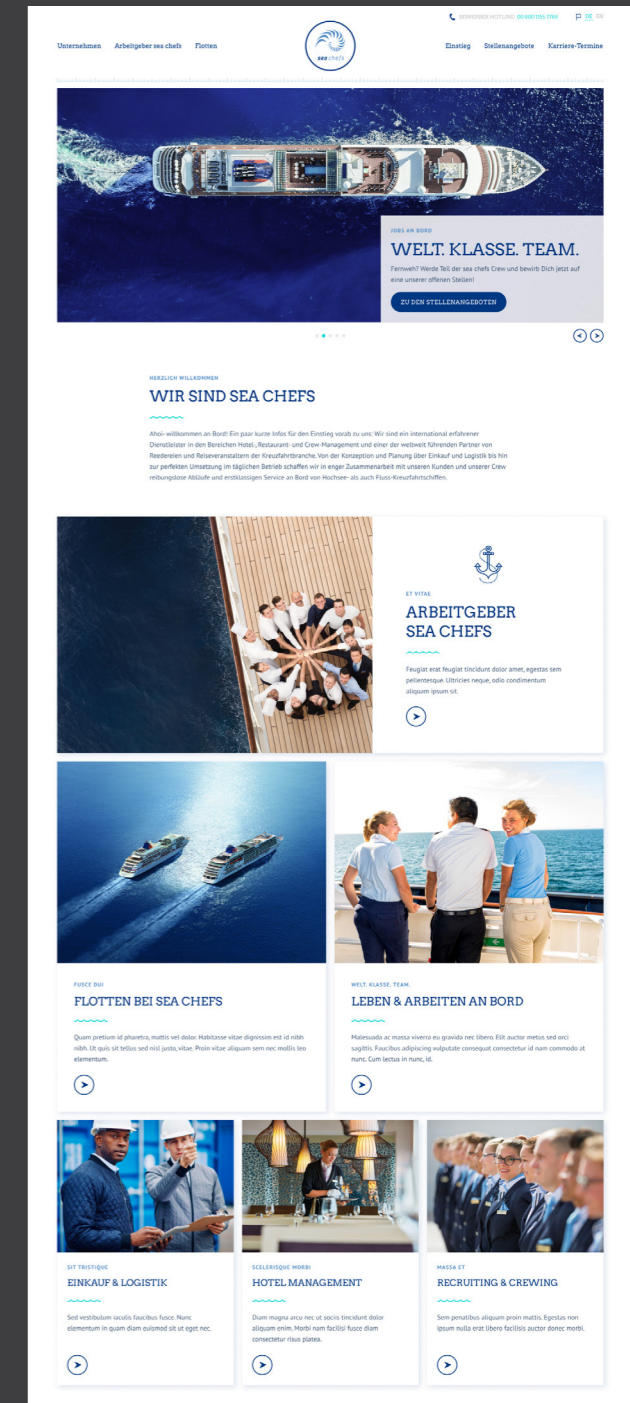 BEWERBER HOTLINE 00 800 1155 7788 DE EN
Unternehmen Arbeitgeber sea chefs Flotten
sea chefs
Einstieg Stellenangebote Karriere-Termine
JOBS AN BORD
WELT. KLASSE. TEAM.
Fernweh? Werde Teil der sea chefs Crew und bewirb Dich jetzt auf
eine unserer offenen Stellen!
ZU DEN STELLENANGEBOTEN
HERZLICH WILLKOMMEN
WIR SIND SEA CHEFS
Ahoi- willkommen an Bord! Ein paar kurze Infos für den Einstieg vorab zu uns: Wir sind ein international erfahrener
Dienstleister in den Bereichen Hotel-, Restaurant- und Crew-Management und einer der weltweit führenden Partner von
Reedereien und Reiseveranstaltern der Kreuzfahrtbranche. Von der Konzeption und Planung über Einkauf und Logistik bis hin
zur perfekten Umsetzung im täglichen Betrieb schaffen wir in enger Zusammenarbeit mit unseren Kunden und unserer Crew
reibungslose Abläufe und erstklassigen Service an Bord von Hochsee- als auch Fluss-Kreuzfahrtschiffen.
ET VITAE
ARBEITGEBER
SEA CHEFS
Feugiat erat feugiat tincidunt dolor amet, egestas sem
pellentesque. Ultricies neque, odio condimentum
aliquam ipsum sit.
FUSCE DUI
FLOTTEN BEI SEA CHEFS
Quam pretium id pharetra, mattis vel dolor. Habitasse vitae dignissim est id nibh
nibh. Ut quis sit tellus sed nisl justo, vitae. Proin vitae aliquam sem nec mollis leo
elementum.
WELT. KLASSE. TEAM.
LEBEN & ARBEITEN AN BORD
Malesuada ac massa viverra eu gravida nec libero. Elit auctor metus sed orci
sagittis. Faucibus adipiscing vulputate consequat consectetur id nam commodo at
nunc. Cum lectus in nunc, id.
SIT TRISTIQUE
EINKAUF & LOGISTIK
Sed vestibulum iaculis faucibus fusce. Nunc
elementum in quam diam euismod sit ut eget nec.
SCELERISQUE MORBI
HOTEL MANAGEMENT
Diam magna arcu nec ut sociis tincidunt dolor
aliquam enim. Morbi nam facilisi fusce diam
consectetur risus platea.
MASSA ET
RECRUITING & CREWING
Sem penatibus aliquam proin mattis. Egestas non
ipsum nulla erat libero facilisis auctor donec morbi.